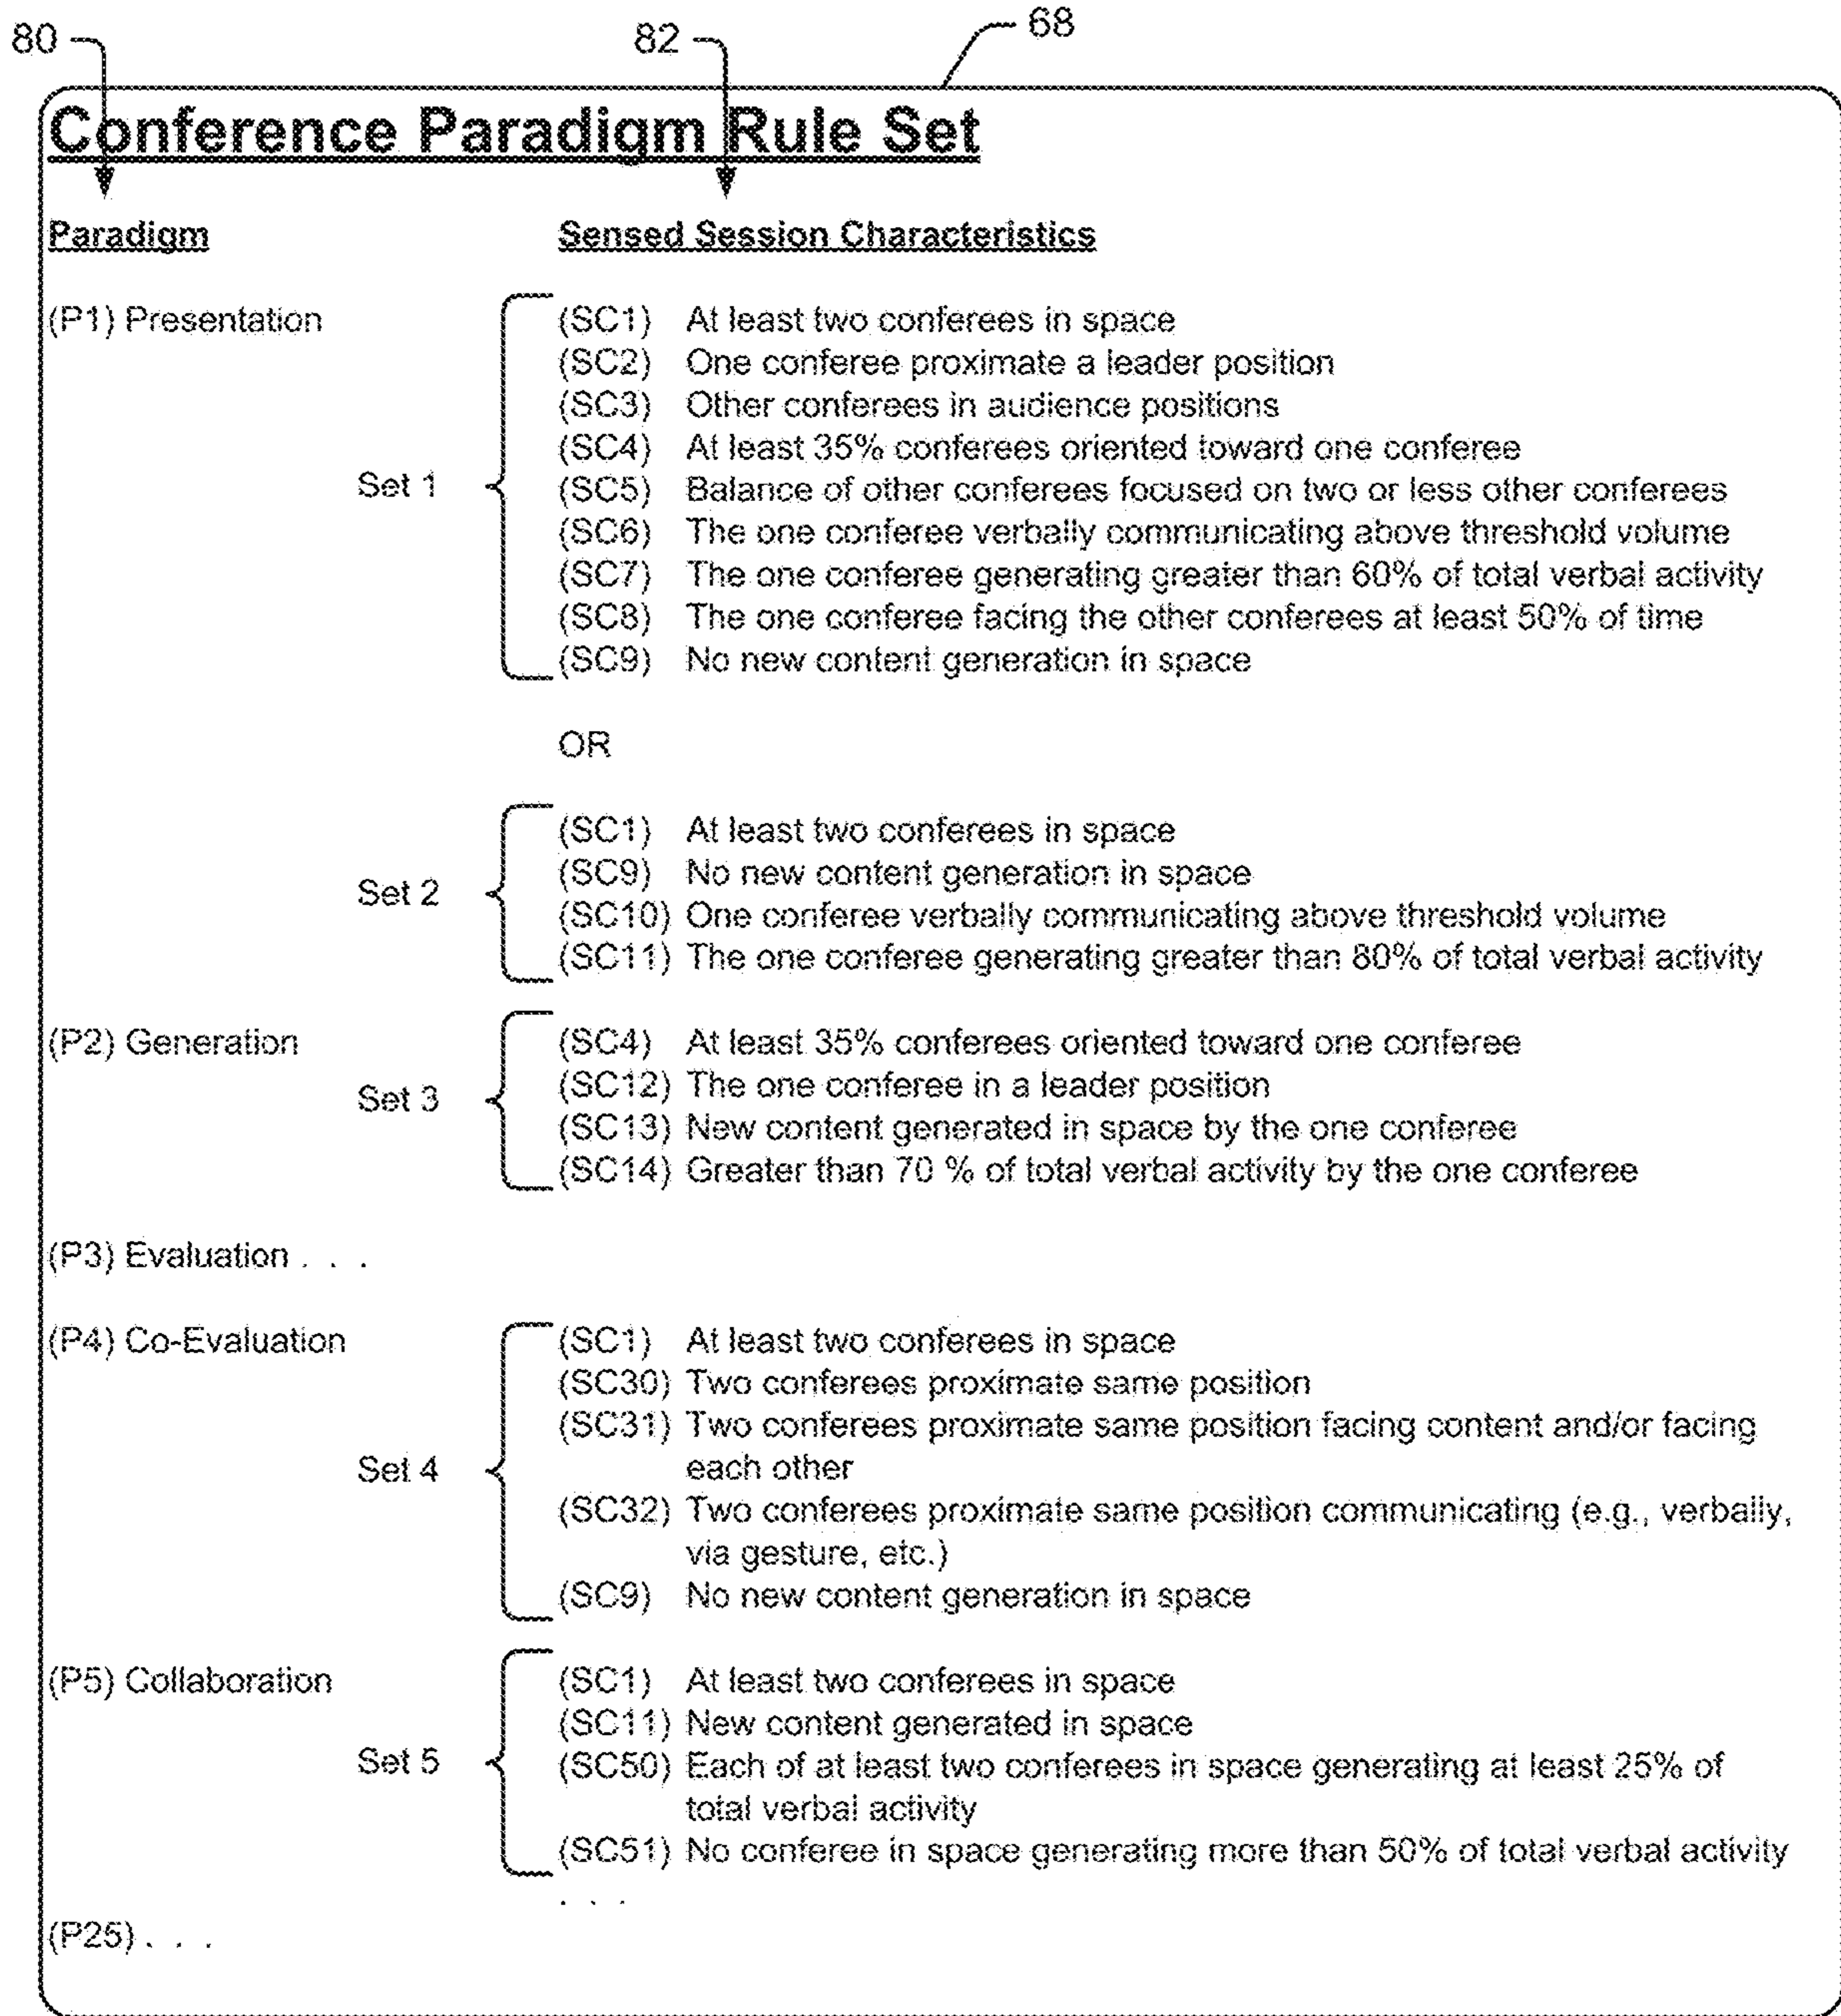 80
82
68
Conference Paradigm Rule Set
Paradigm
Sensed Session Characteristics
(P1) Presentation
(SC1) At least two conferees in space
(SC2) One conferee proximate a leader position
(SC3) Other conferees in audience positions
(SC4) At least 35% conferees oriented toward one conferee
Set 1
(SC5) Balance of other conferees focused on two or less other conferees
(SC6) The one conferee verbally communicating above threshold volume
(SC7) The one conferee generating greater than 60% of total verbal activity
(SC8) The one conferee facing the other conferees at least 50% of time
(SC9) No new content generation in space
OR
(SC1) At least two conferees in space
(SC9) No new content generation in space
Set 2
(SC10) One conferee verbally communicating above threshold volume
(SC11) The one conferee generating greater than 80% of total verbal activity
(P2) Generation
(SC4) At least 35% conferees oriented toward one conferee
(SC12) The one conferee in a leader position
Set 3
(SC13) New content generated in space by the one conferee
(SC14) Greater than 70 % of total verbal activity by the one conferee
(P3) Evaluation . . .
(P4) Co-Evaluation
(SC1) At least two conferees in space
(SC30) Two conferees proximate same position
(SC31) Two conferees proximate same position facing content and/or facing
each other
Set 4
(SC32) Two conferees proximate same position communicating (e.g., verbally,
via gesture, etc.)
(SC9) No new content generation in space
(P5) Collaboration
(SC1) At least two conferees in space
(SC11) New content generated in space
Set 5
(SC50) Each of at least two conferees in space generating at least 25% of
total verbal activity
(SC51) No conferee in space generating more than 50% of total verbal activity
. . .
(P25) . . .